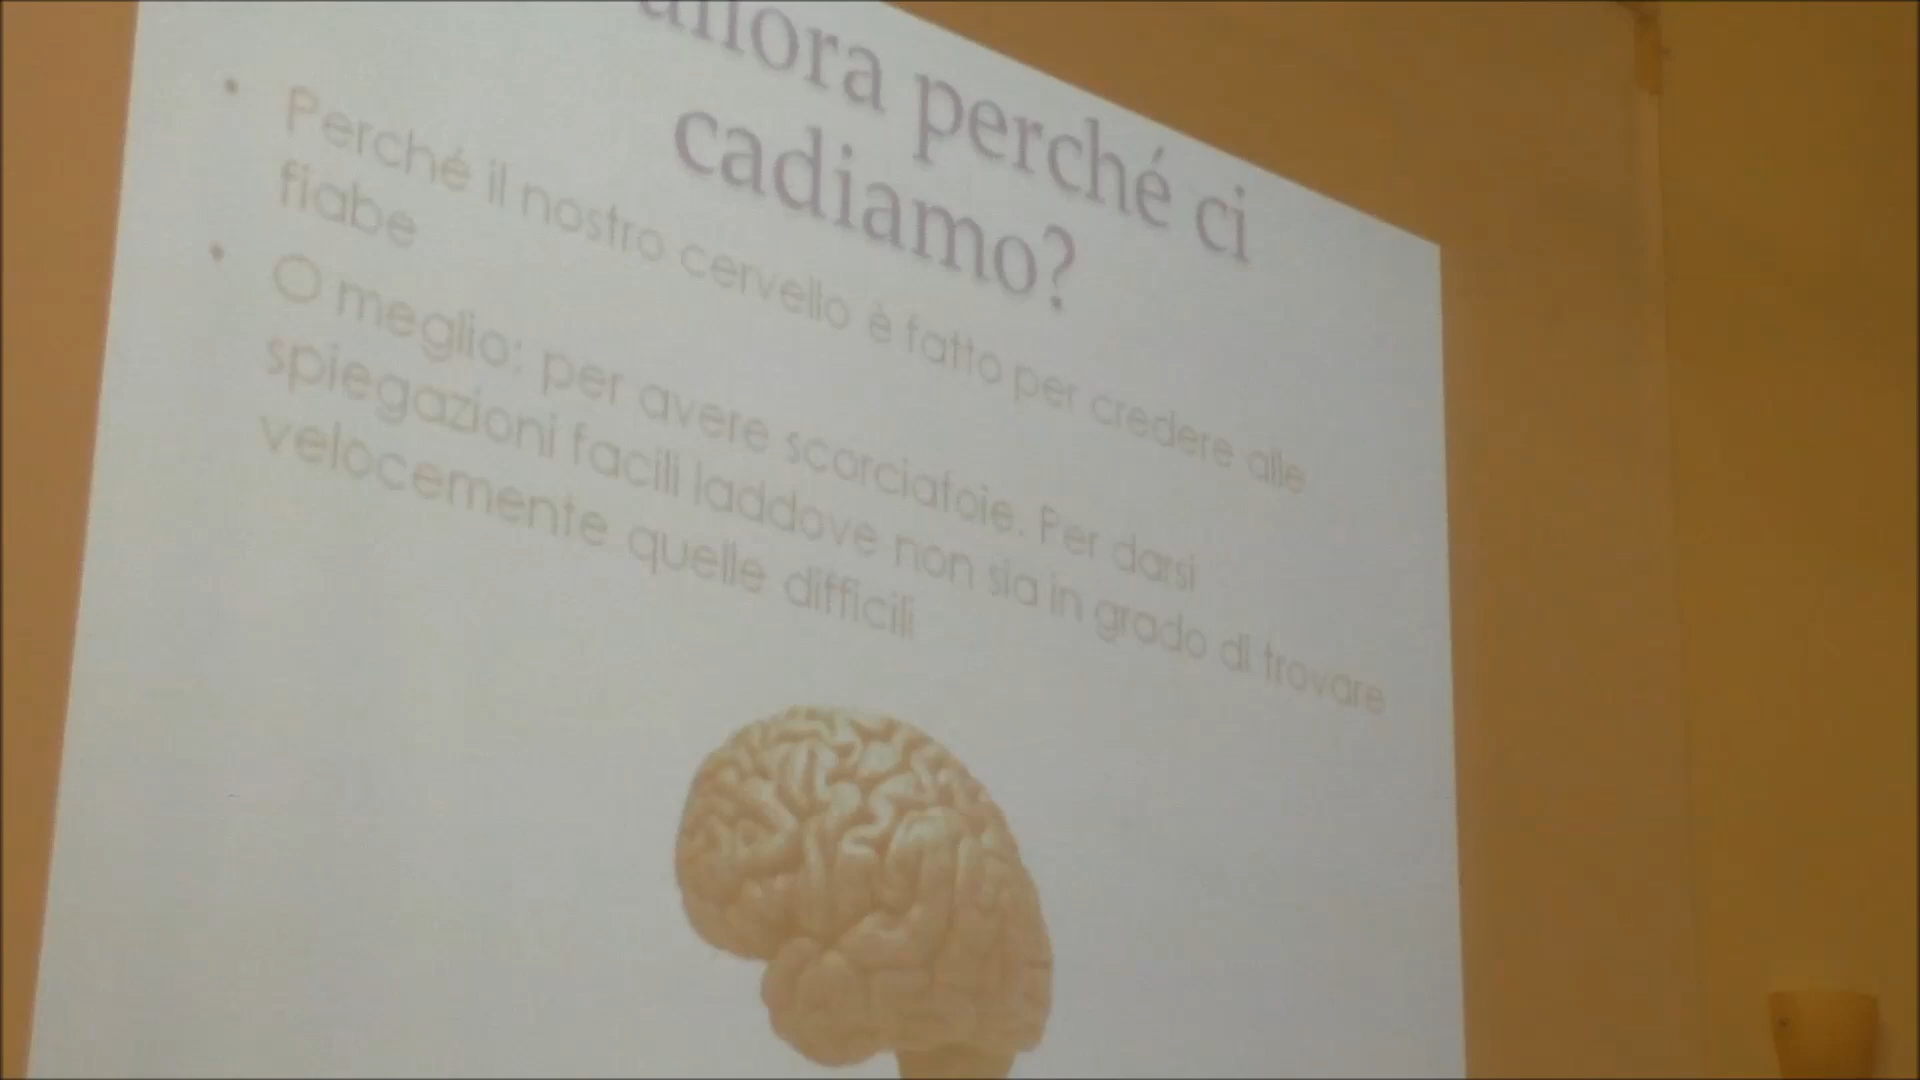 allora perché ci
cadiamo?
• Perché il nostro cervello è fatto per credere alle
fiabe
• O meglio: per avere scorciatoie. Per darsi
spiegazioni facili laddove non sia in grado di trovare
velocemente quelle difficili